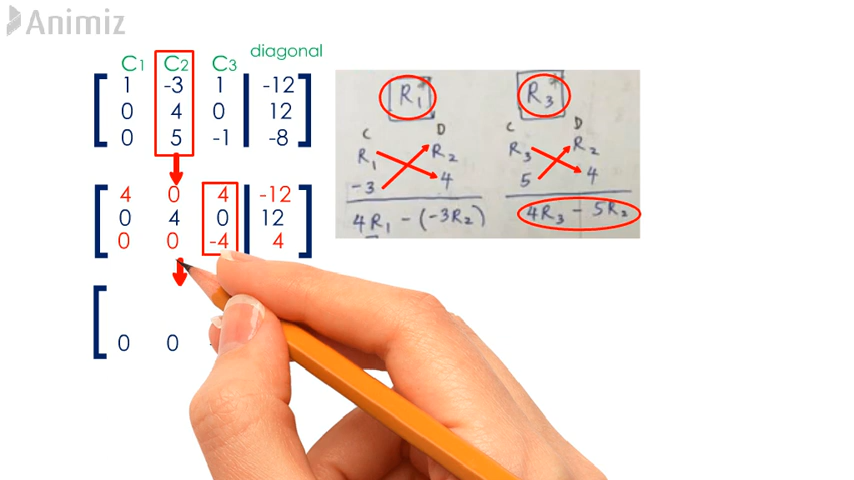 Animiz
C1 C2 C3 diagonal
1 -3 1 -12
0 4 0 12
0 5 -1 -8
4 0 4 -12
0 4 0 12
0 0 -4 4
0 0
R1* R3*
C D C D
R1 R2 R3 R2
-3 4 5 4
4R1 - (-3R2) 4R3 - 5R2